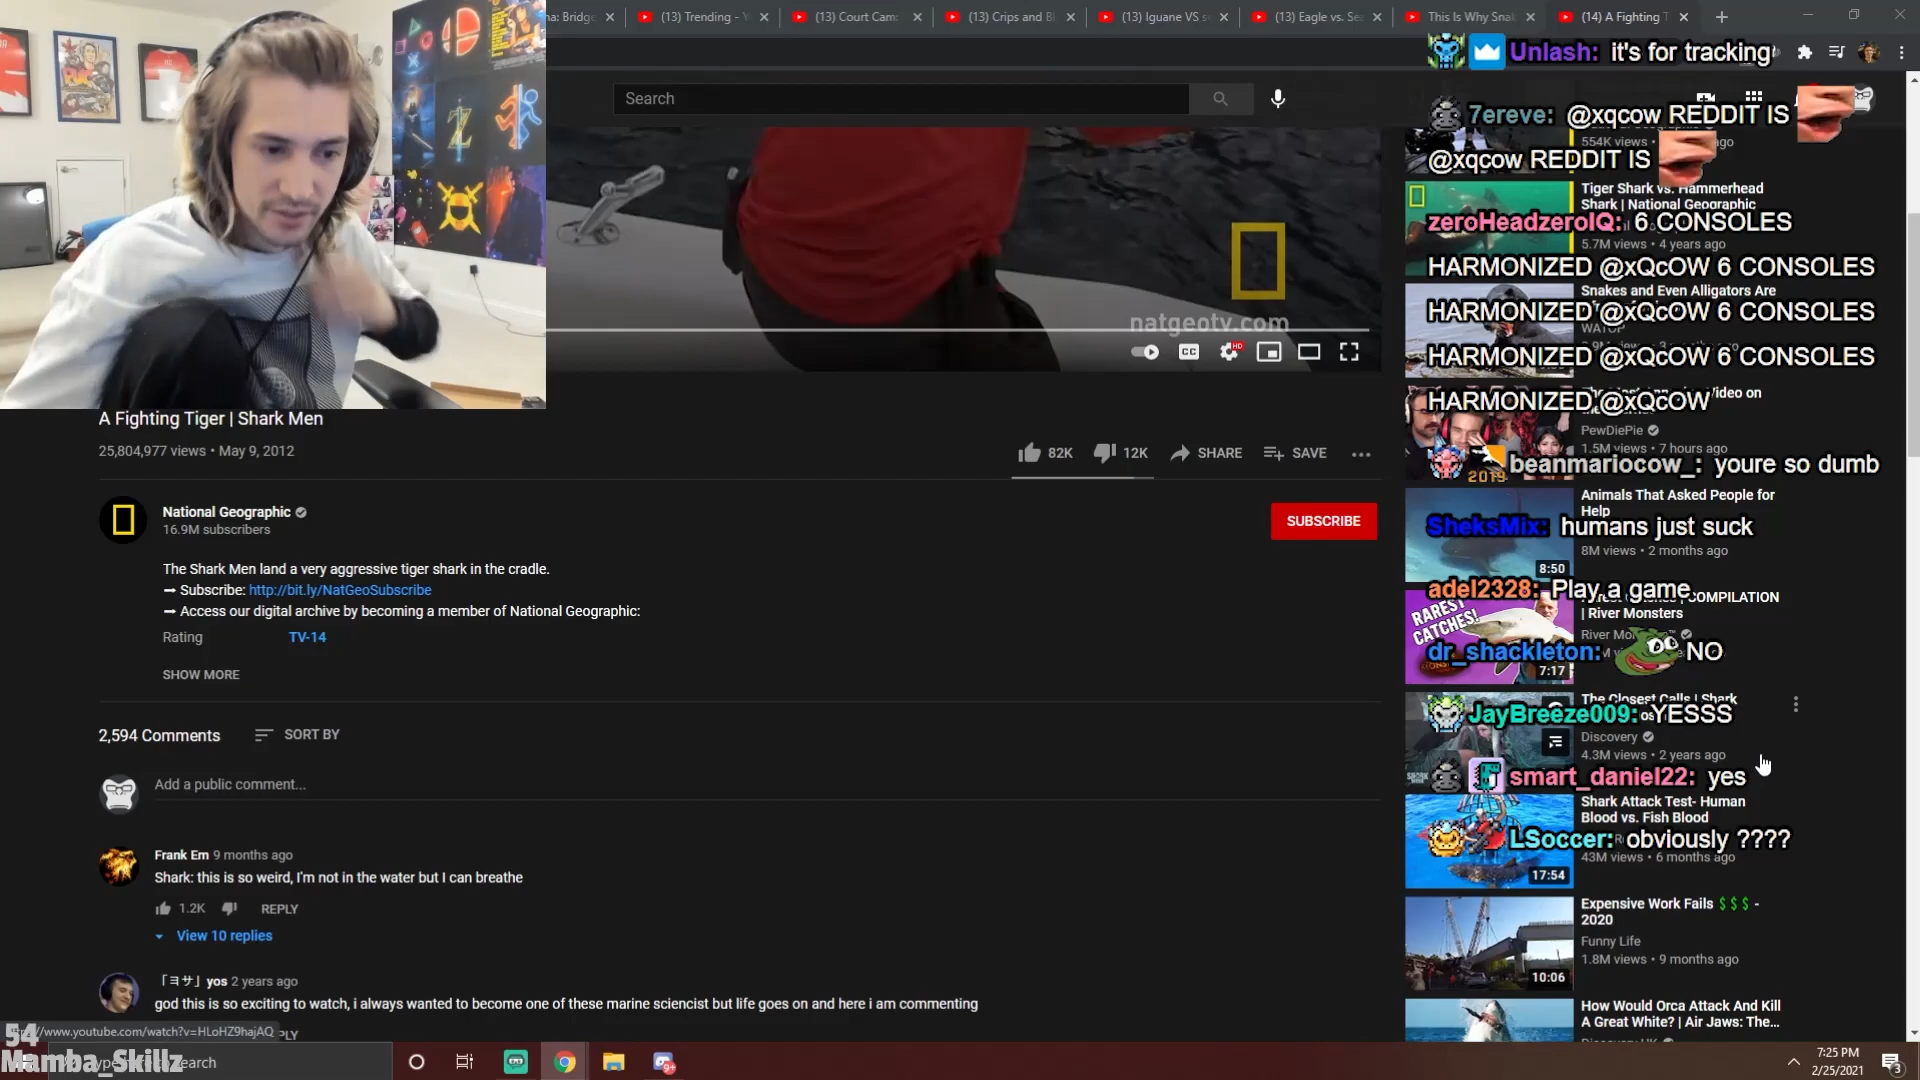 na: Bridge
(13) Trending - Y
(13) Court Cam:
(13) Crips and Bl
(13) Iguane VS s
(13) Eagle vs. Se
This Is Why Snak
(14) A Fighting T
Search
natgeotv.com
HD
CC
A Fighting Tiger | Shark Men
25,804,977 views • May 9, 2012
82K
12K
SHARE
SAVE
National Geographic
16.9M subscribers
SUBSCRIBE
The Shark Men land a very aggressive tiger shark in the cradle.
➞ Subscribe: http://bit.ly/NatGeoSubscribe
➞ Access our digital archive by becoming a member of National Geographic:
Rating TV-14
SHOW MORE
2,594 Comments
SORT BY
Add a public comment...
Frank Em 9 months ago
Shark: this is so weird, I'm not in the water but I can breathe
1.2K
REPLY
View 10 replies
「ヨサ」yos 2 years ago
god this is so exciting to watch, i always wanted to become one of these marine sciencist but life goes on and here i am commenting
//www.youtube.com/watch?v=HLoHZ9hajAQ
PLY
54
Mamba_Skillz
search
Unlash: it's for tracking
7ereve: @xqcow REDDIT IS
@xqcow REDDIT IS
554K views
Tiger Shark vs. Hammerhead
Shark | National Geographic
zeroHeadzeroIQ: 6 CONSOLES
5.7M views • 4 years ago
HARMONIZED @xQcOW 6 CONSOLES
Snakes and Even Alligators Are
HARMONIZED @xQcOW 6 CONSOLES
HARMONIZED @xQcOW 6 CONSOLES
Video on
HARMONIZED @xQcOW
PewDiePie
1.5M views • 7 hours ago
beanmariocow_: youre so dumb
2019
Animals That Asked People for
Help
SheksMix: humans just suck
8M views • 2 months ago
8:50
adel2328: Play a game
COMPILATION
| River Monsters
RAREST
CATCHES!
dr_shackleton: NO
7:17
The Closest Calls | Shark
JayBreeze009: YESSS
Discovery
4.3M views • 2 years ago
smart_daniel22: yes
Shark Attack Test- Human
Blood vs. Fish Blood
LSoccer: obviously ????
43M views • 6 months ago
17:54
Expensive Work Fails $$$ -
2020
Funny Life
1.8M views • 9 months ago
10:06
How Would Orca Attack And Kill
A Great White? | Air Jaws: The...
9+
7:25 PM
2/25/2021
3